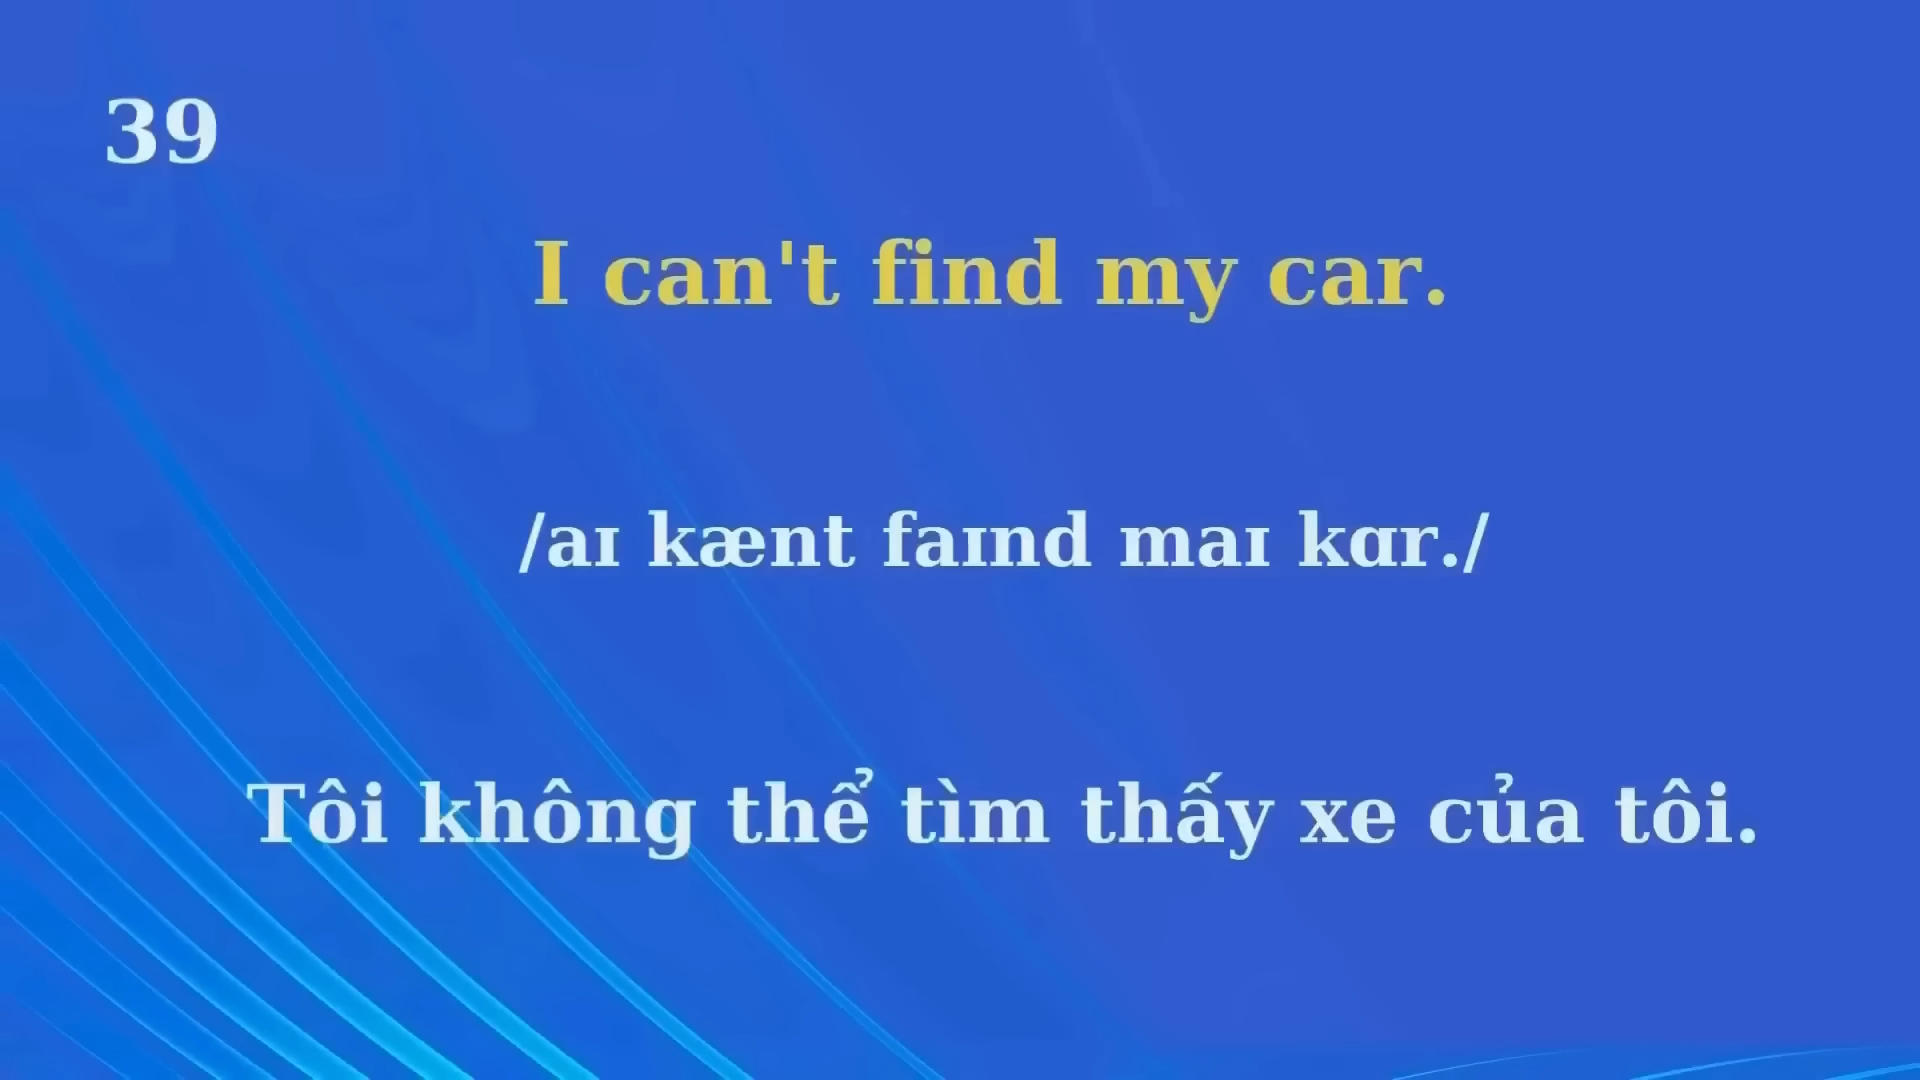 39
I can't find my car.
/aɪ kænt faɪnd maɪ kɑr./
Tôi không thể tìm thấy xe của tôi.